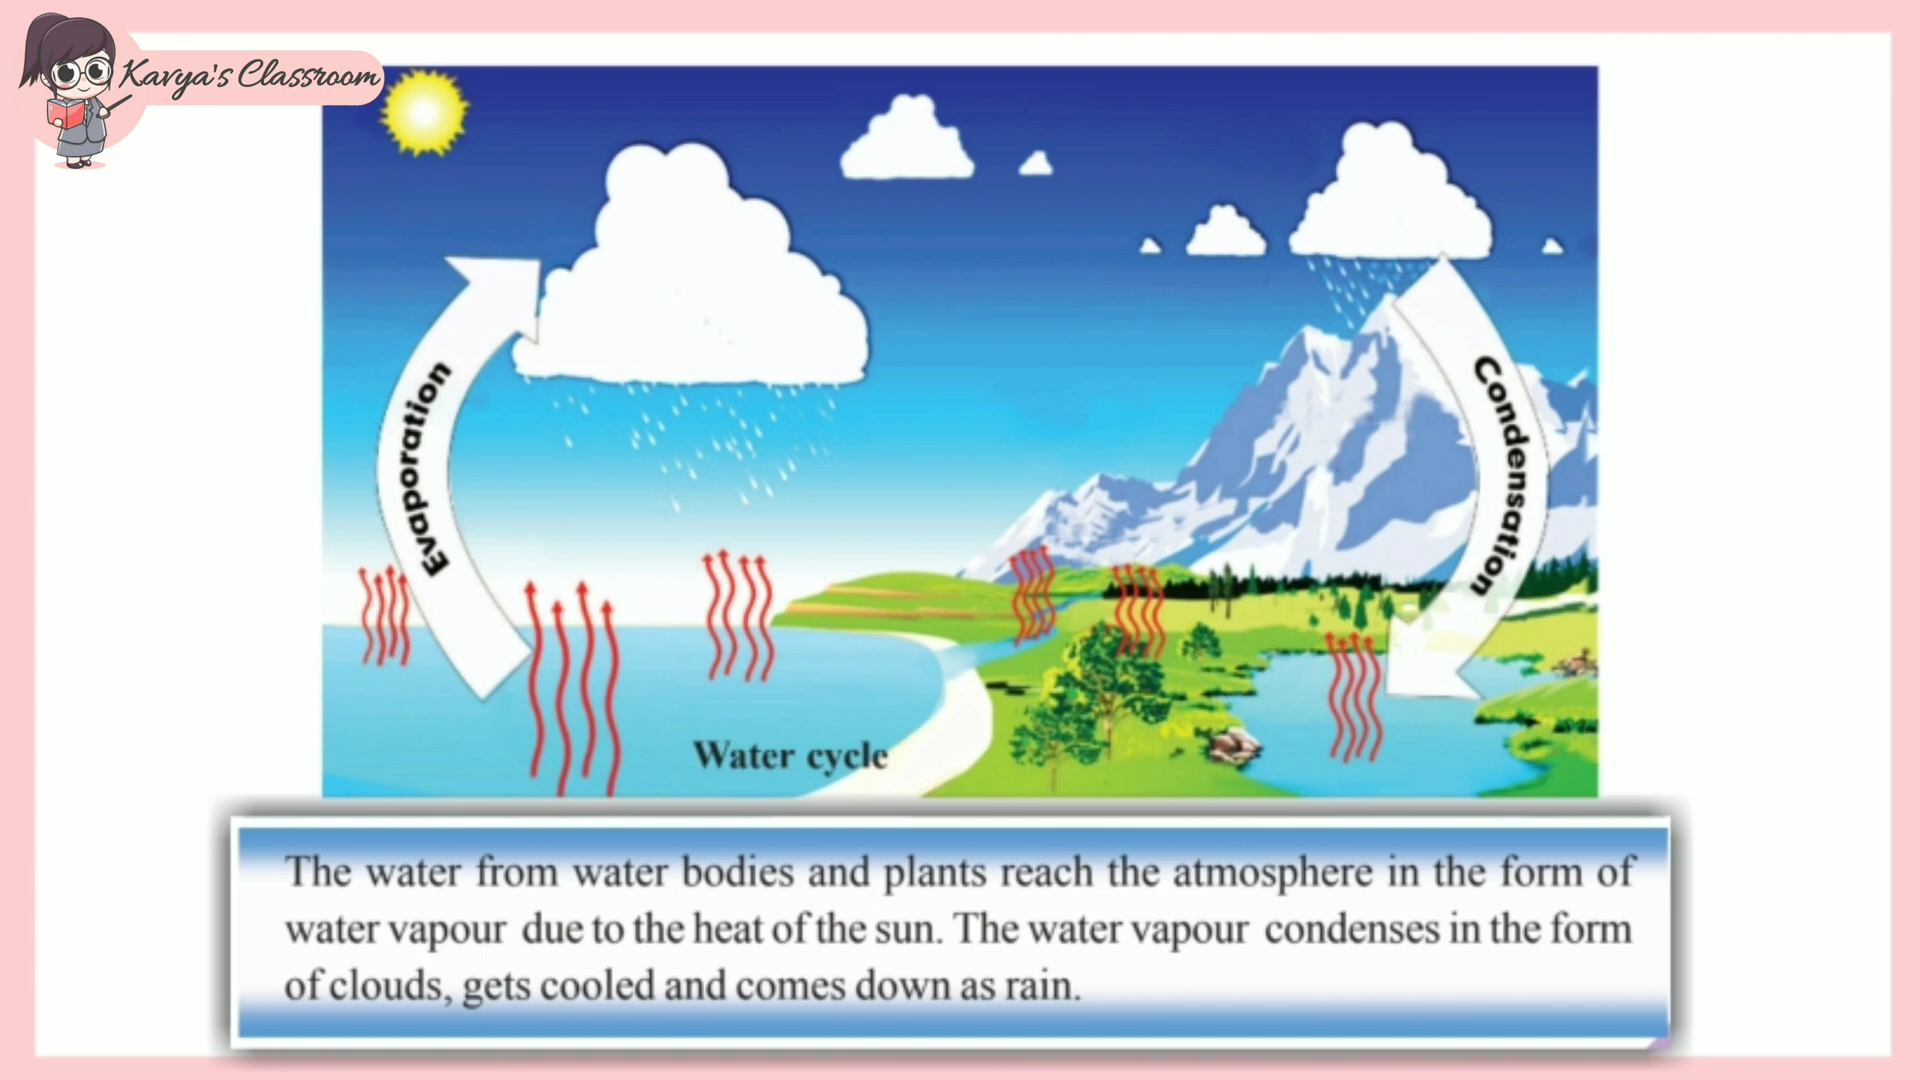 Kavya's Classroom
Evaporation
Condensation
Water cycle
The water from water bodies and plants reach the atmosphere in the form of
water vapour due to the heat of the sun. The water vapour condenses in the form
of clouds, gets cooled and comes down as rain.